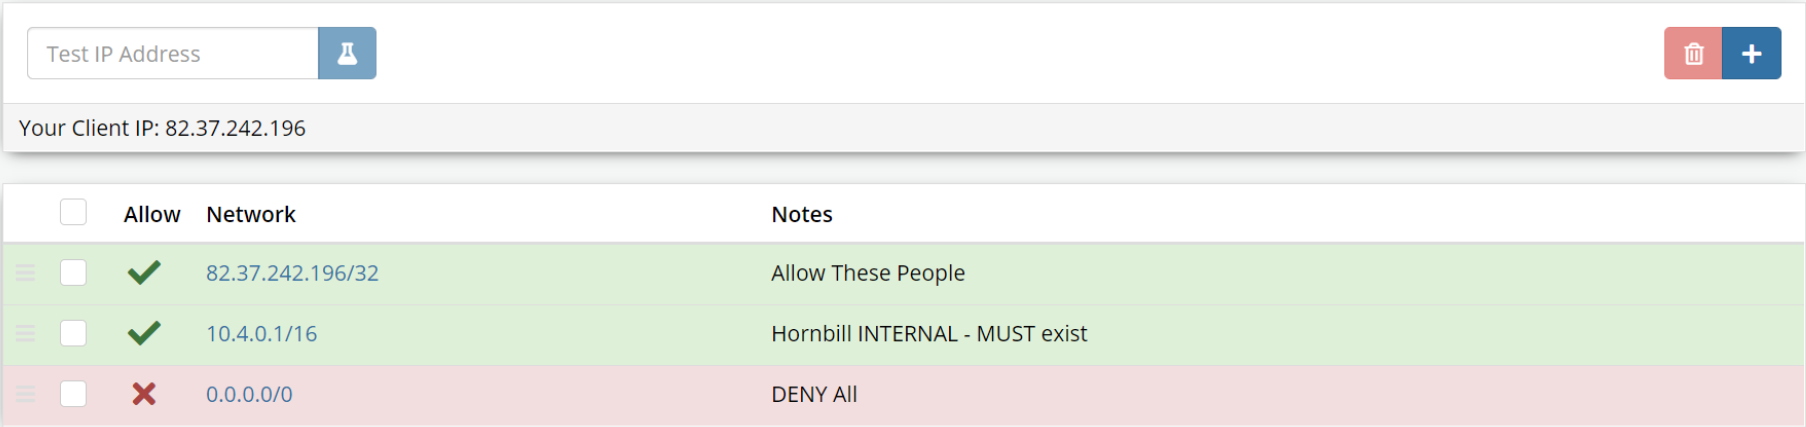 Test IP Address
Your Client IP: 82.37.242.196
Allow Network Notes
82.37.242.196/32 Allow These People
10.4.0.1/16 Hornbill INTERNAL - MUST exist
0.0.0.0/0 DENY All